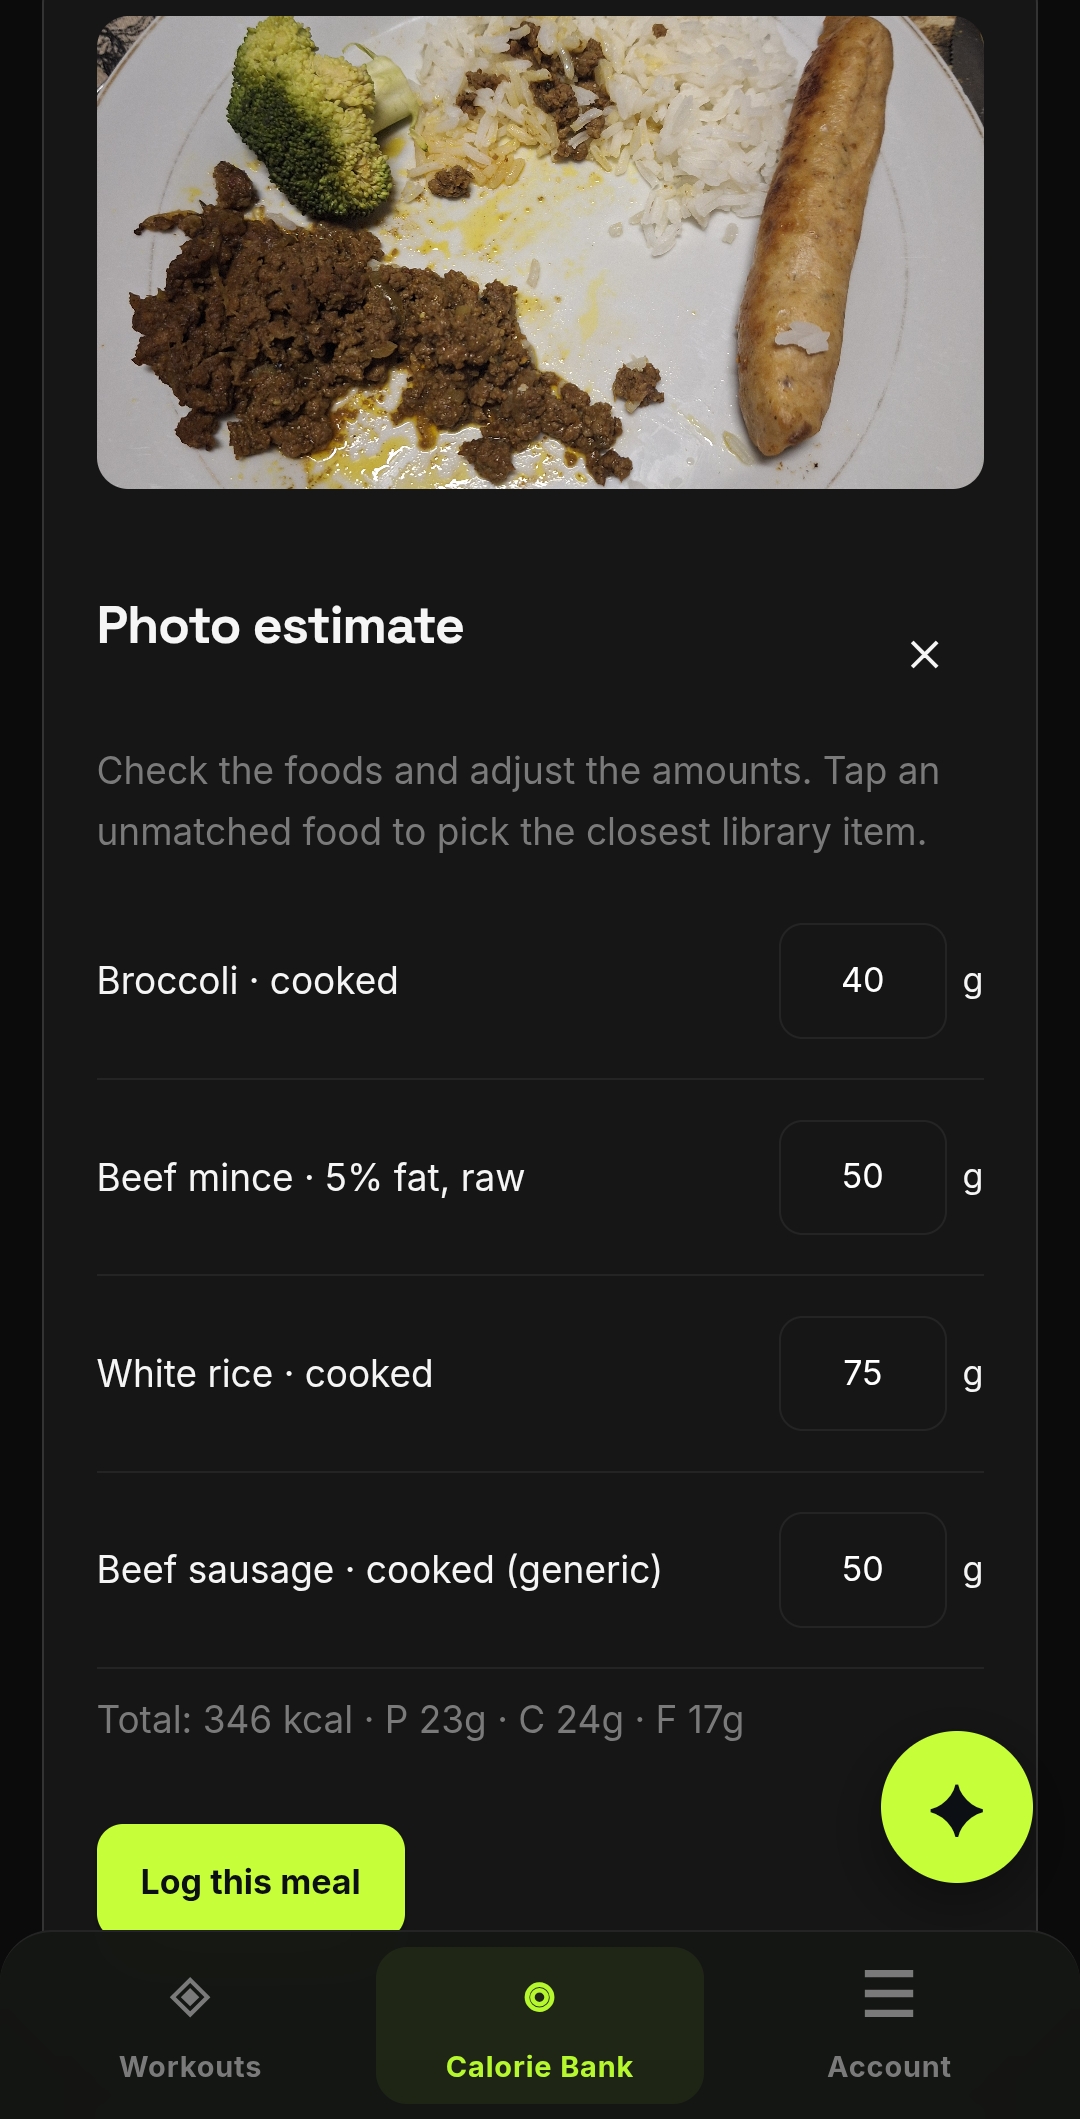 Photo estimate
Check the foods and adjust the amounts. Tap an
unmatched food to pick the closest library item.
Broccoli · cooked 40 g
Beef mince · 5% fat, raw 50 g
White rice · cooked 75 g
Beef sausage · cooked (generic) 50 g
Total: 346 kcal · P 23g · C 24g · F 17g
Log this meal
Workouts Calorie Bank Account